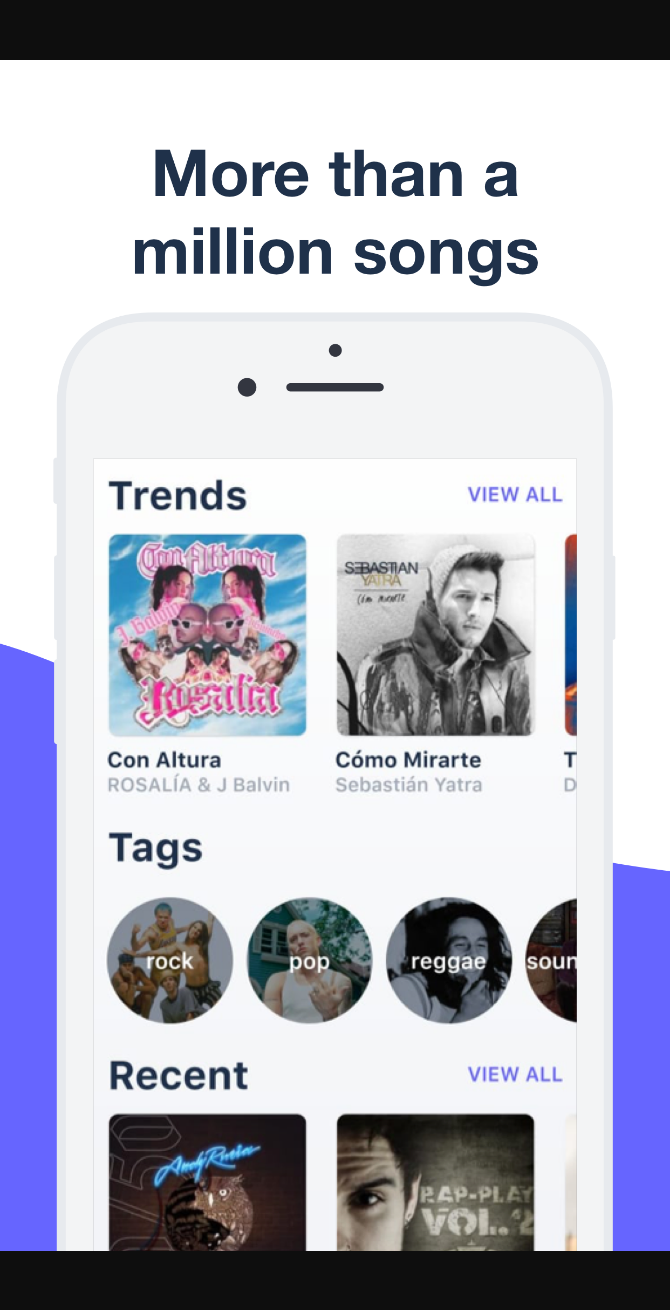 More than a
million songs
Trends
VIEW ALL
Con Altura
J. Balvin
Rosalía
SEBASTIAN
YATRA
Cómo mirarte
Con Altura
Cómo Mirarte
T
ROSALÍA & J Balvin
Sebastián Yatra
D
Tags
rock
pop
reggae
soun
Recent
VIEW ALL
/50
Andy Rivera
RAP-PLAY
VOL.2